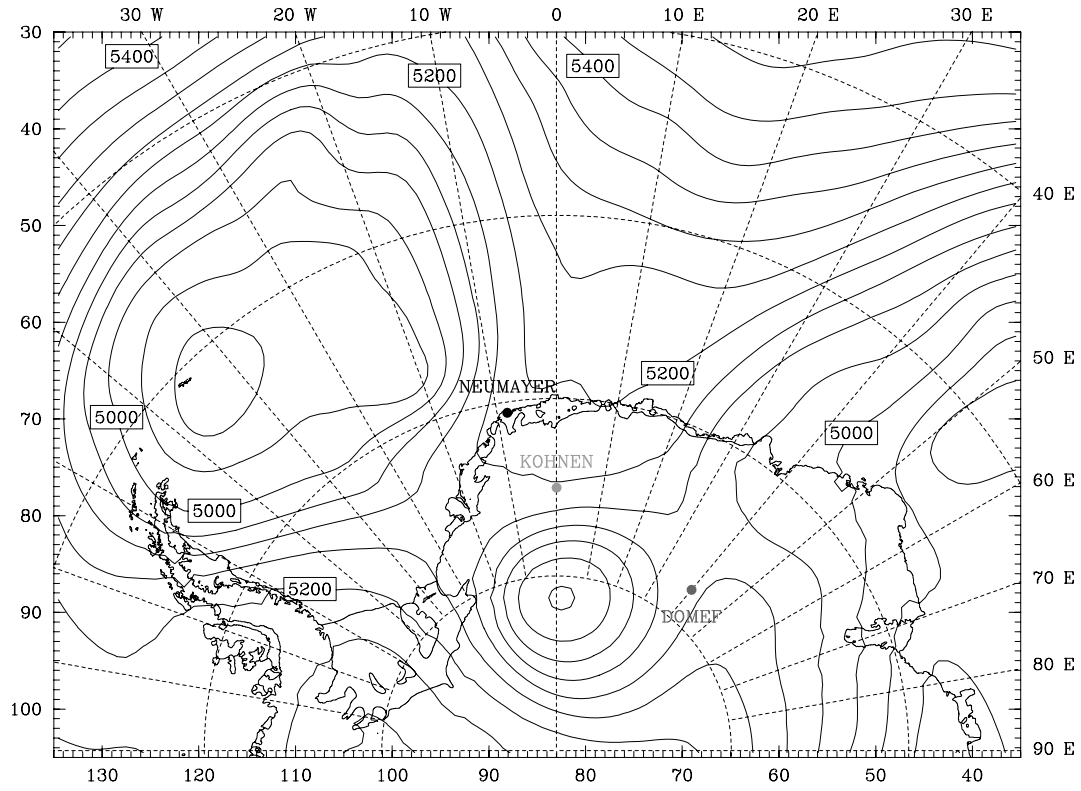 30 W 20 W 10 W 0 10 E 20 E 30 E
30
5400 5200 5400
40
40 E
50
60
50 E
5200
NEUMAYER
70
5000 5000
KOHNEN
60 E
80
5000
70 E
5200
90
DOMEF
80 E
100
90 E
130 120 110 100 90 80 70 60 50 40